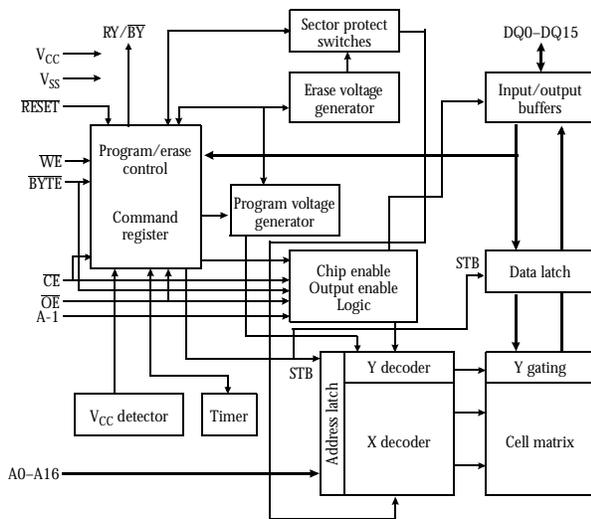 RY/BY
Sector protect
switches
DQ0–DQ15
VCC
VSS
Erase voltage
generator
Input/output
buffers
RESET
Program/erase
control
WE
BYTE
Command
register
Program voltage
generator
Chip enable
Output enable
Logic
STB
Data latch
CE
OE
A-1
STB
Address latch
Y decoder
Y gating
VCC detector
Timer
X decoder
Cell matrix
A0–A16